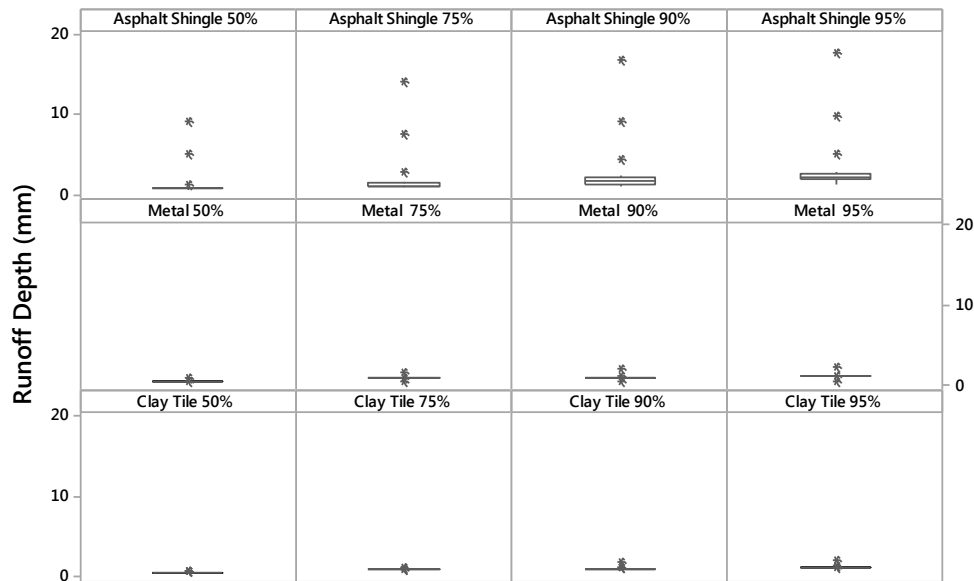 Asphalt Shingle 50%
Asphalt Shingle 75%
Asphalt Shingle 90%
Asphalt Shingle 95%
20
10
0
Metal 50%
Metal 75%
Metal 90%
Metal 95%
20
10
0
Clay Tile 50%
Clay Tile 75%
Clay Tile 90%
Clay Tile 95%
20
10
0
Runoff Depth (mm)